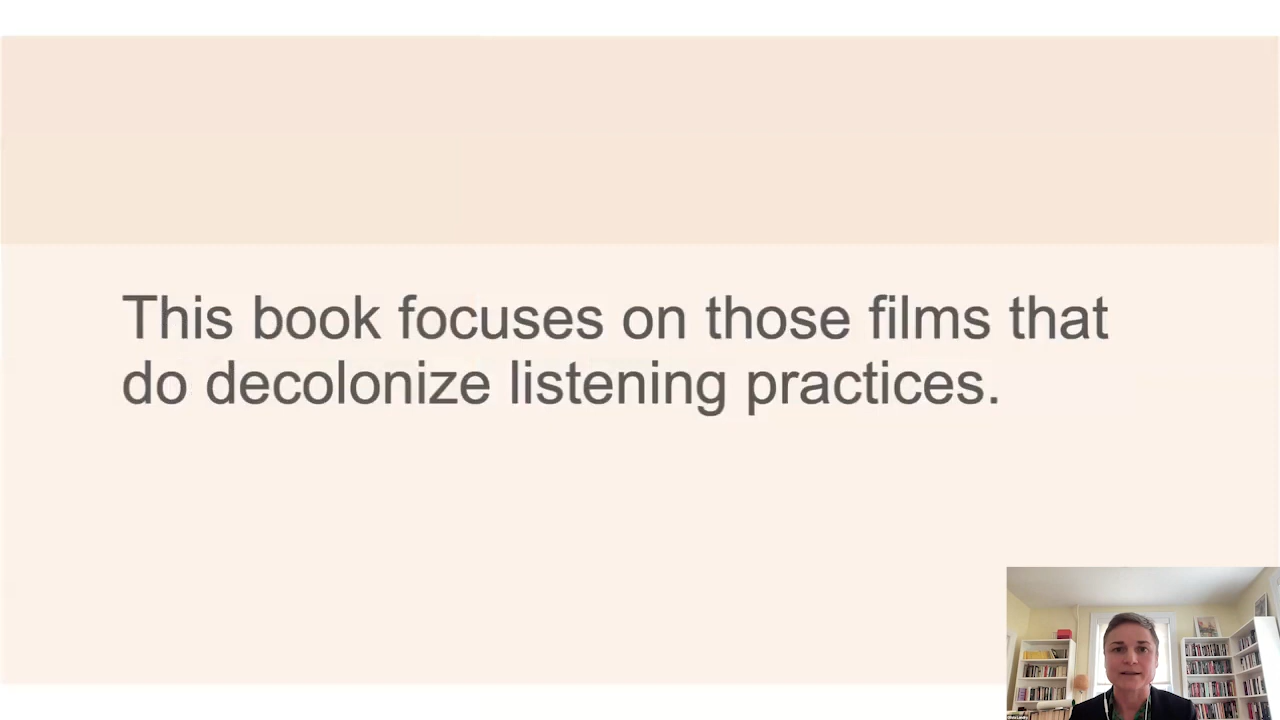 This book focuses on those films that
do decolonize listening practices.